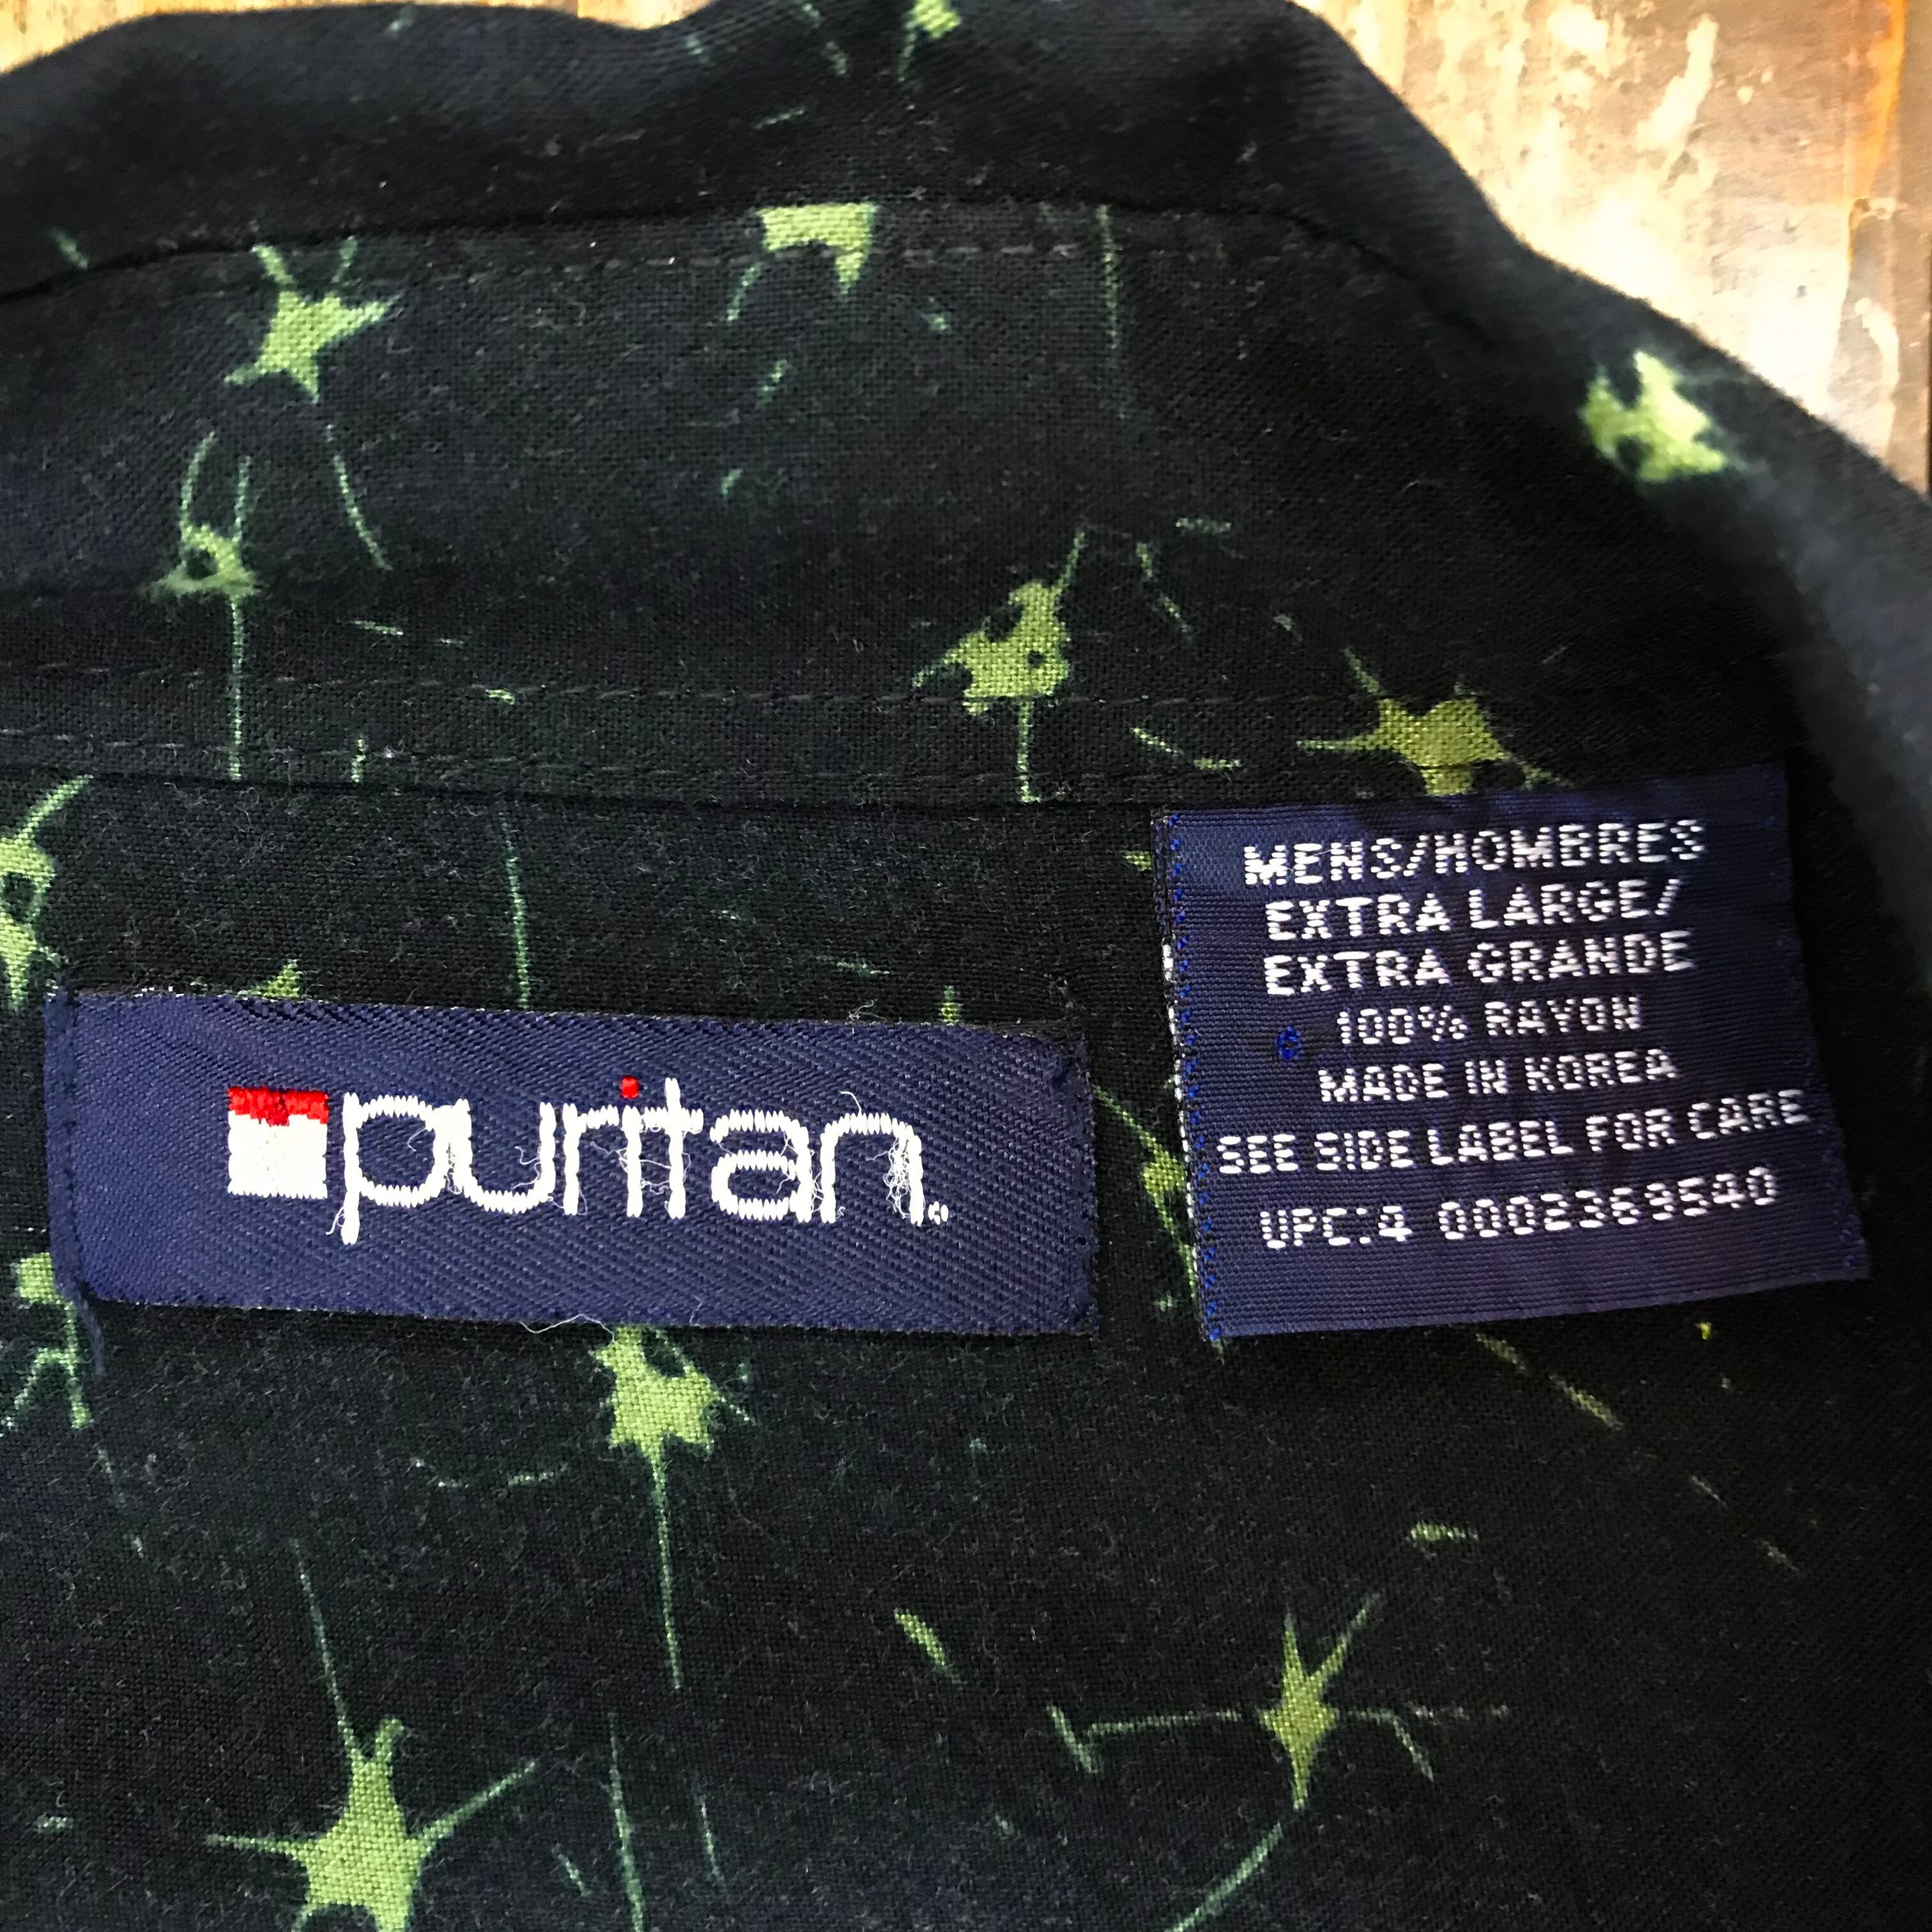 puritan.
MENS/HOMBRES
EXTRA LARGE/
EXTRA GRANDE
100% RAYON
MADE IN KOREA
SEE SIDE LABEL FOR CARE
UPC:4 0002369540